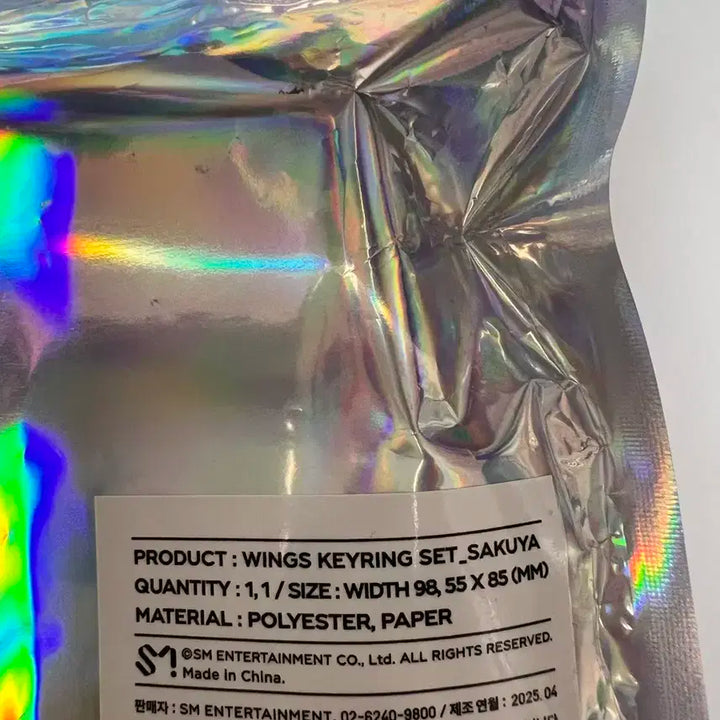 PRODUCT : WINGS KEYRING SET_SAKUYA
QUANTITY : 1, 1 / SIZE : WIDTH 98, 55 X 85 (MM)
MATERIAL : POLYESTER, PAPER
SM ©SM ENTERTAINMENT CO., Ltd. ALL RIGHTS RESERVED.
Made in China.
판매자 : SM ENTERTAINMENT, 02-6240-9800 / 제조 연월 : 2025. 04